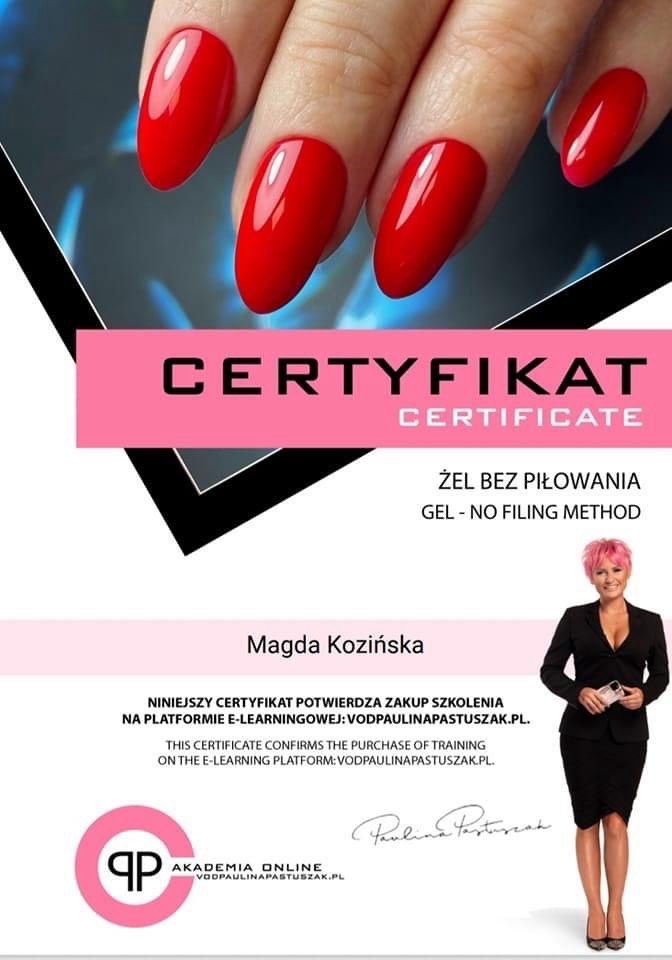 CERTYFIKAT
CERTIFICATE
ŻEL BEZ PIŁOWANIA
GEL - NO FILING METHOD
Magda Kozińska
NINIEJSZY CERTYFIKAT POTWIERDZA ZAKUP SZKOLENIA
NA PLATFORMIE E-LEARNINGOWEJ: VODPAULINAPASTUSZAK.PL.
THIS CERTIFICATE CONFIRMS THE PURCHASE OF TRAINING
ON THE E-LEARNING PLATFORM: VODPAULINAPASTUSZAK.PL.
Paulina Pastuszak
PP AKADEMIA ONLINE
VODPAULINAPASTUSZAK.PL